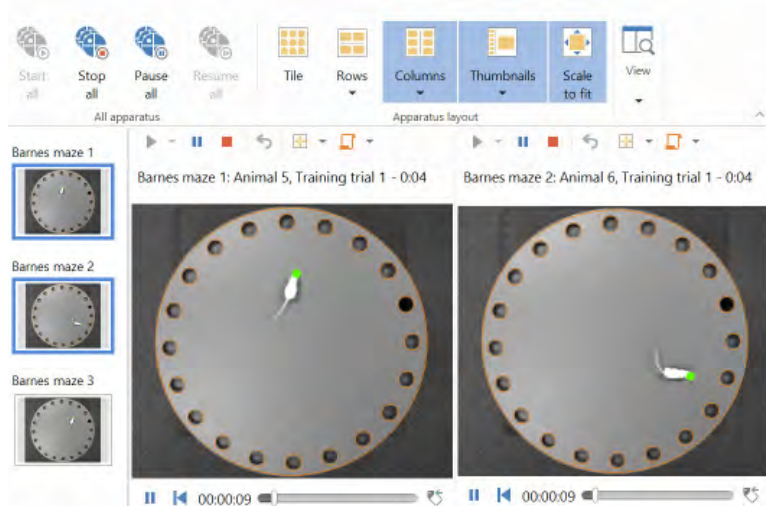 Start all
Stop all
Pause all
Resume all
Tile
Rows
Columns
Thumbnails
Scale to fit
View
All apparatus
Apparatus layout
Barnes maze 1
Barnes maze 2
Barnes maze 3
Barnes maze 1: Animal 5, Training trial 1 - 0:04
Barnes maze 2: Animal 6, Training trial 1 - 0:04
00:00:09
00:00:09